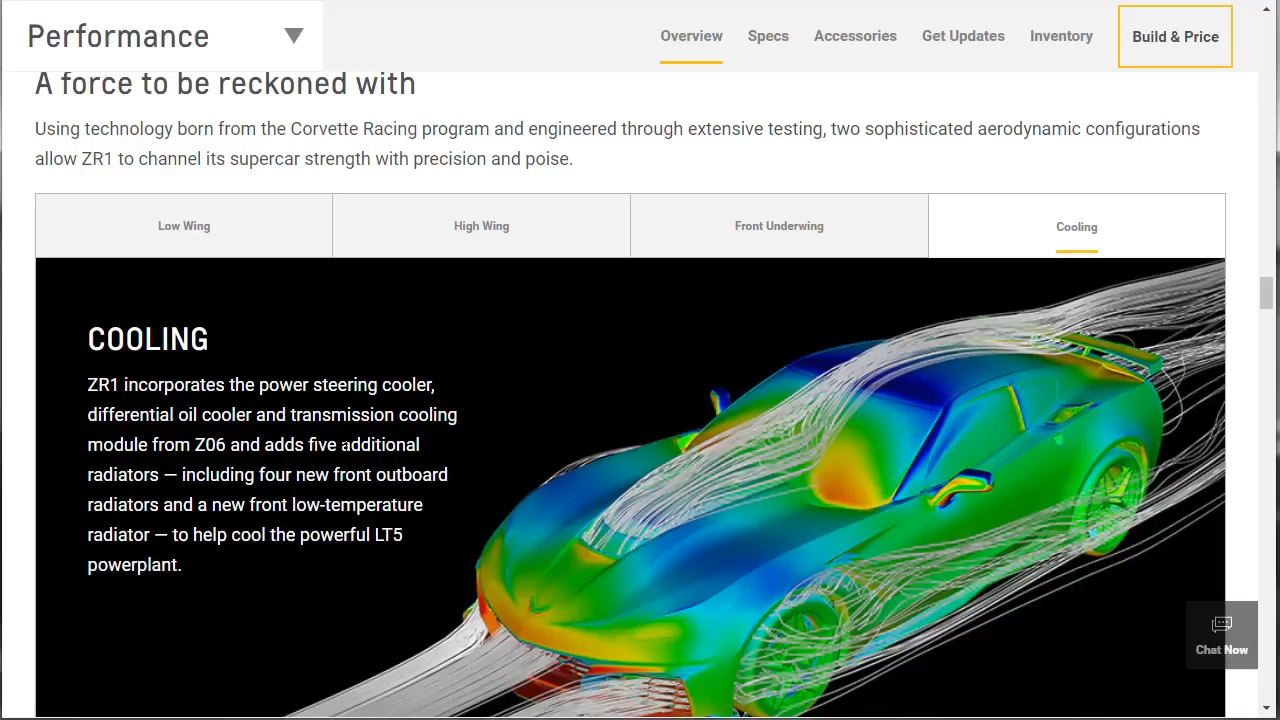 Performance
Overview
Specs
Accessories
Get Updates
Inventory
Build & Price
A force to be reckoned with
Using technology born from the Corvette Racing program and engineered through extensive testing, two sophisticated aerodynamic configurations
allow ZR1 to channel its supercar strength with precision and poise.
Low Wing
High Wing
Front Underwing
Cooling
COOLING
ZR1 incorporates the power steering cooler,
differential oil cooler and transmission cooling
module from Z06 and adds five additional
radiators — including four new front outboard
radiators and a new front low-temperature
radiator — to help cool the powerful LT5
powerplant.
Chat Now